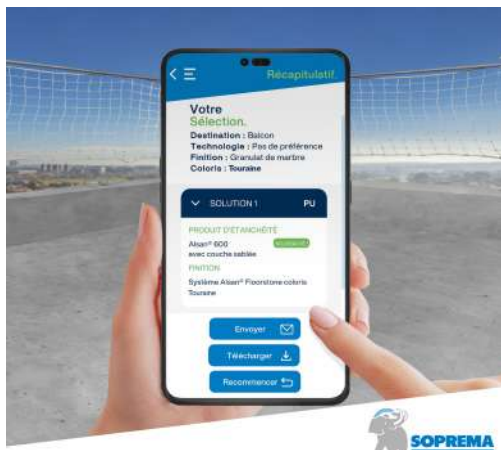 Récapitulatif
Votre
Sélection.
Destination : Balcon
Technologie : Pas de préférence
Finition : Granulat de marbre
Coloris : Touraine
SOLUTION 1 PU
PRODUIT D'ÉTANCHÉITÉ
Alsan® 600
avec couche sablée
FINITION
Système Alsan® Floorstone coloris
Touraine
Envoyer
Télécharger
Recommencer
SOPREMA